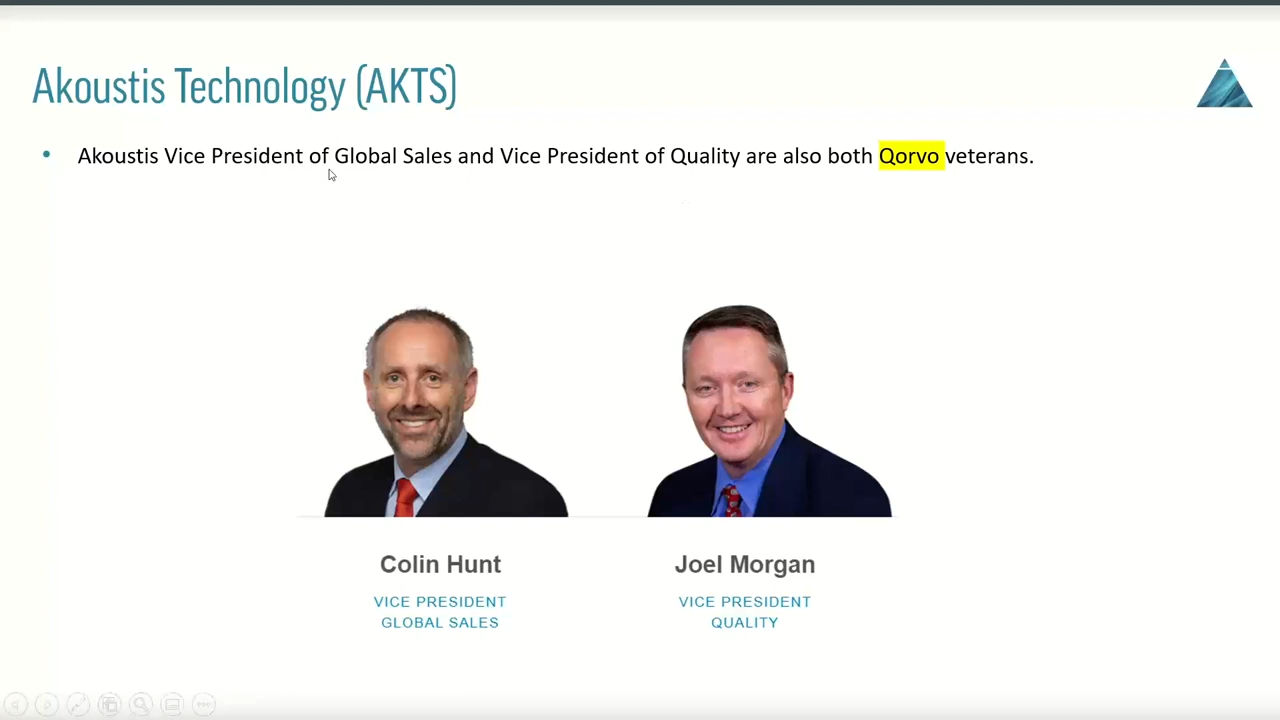 Akoustis Technology (AKTS)
• Akoustis Vice President of Global Sales and Vice President of Quality are also both Qorvo veterans.
Colin Hunt
VICE PRESIDENT
GLOBAL SALES
Joel Morgan
VICE PRESIDENT
QUALITY